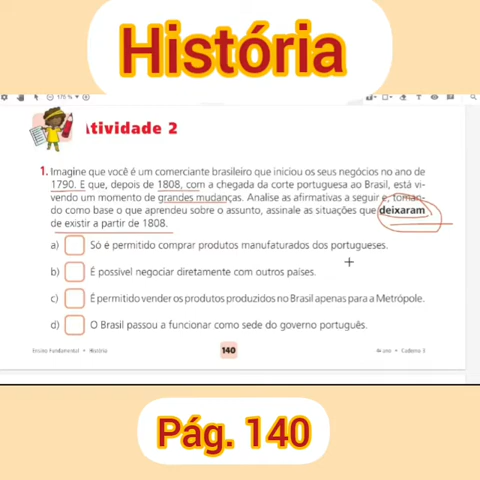 História
175 %
Atividade 2
1. Imagine que você é um comerciante brasileiro que iniciou os seus negócios no ano de
1790. E que, depois de 1808, com a chegada da corte portuguesa ao Brasil, está vi-
vendo um momento de grandes mudanças. Analise as afirmativas a seguir e, toman-
do como base o que aprendeu sobre o assunto, assinale as situações que deixaram
de existir a partir de 1808.
a) Só é permitido comprar produtos manufaturados dos portugueses.
b) É possível negociar diretamente com outros países.
c) É permitido vender os produtos produzidos no Brasil apenas para a Metrópole.
d) O Brasil passou a funcionar como sede do governo português.
Ensino Fundamental • História 140 4o ano • Caderno 3
Pág. 140